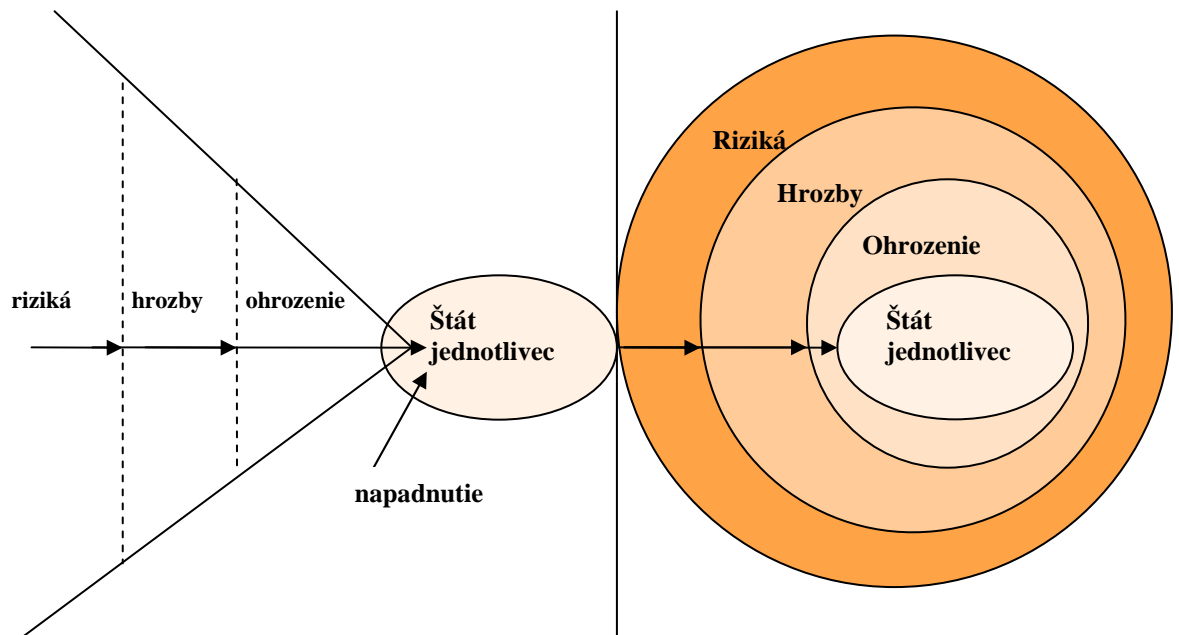 riziká
hrozby
ohrozenie
Štát
jednotlivec
napadnutie
Riziká
Hrozby
Ohrozenie
Štát
jednotlivec